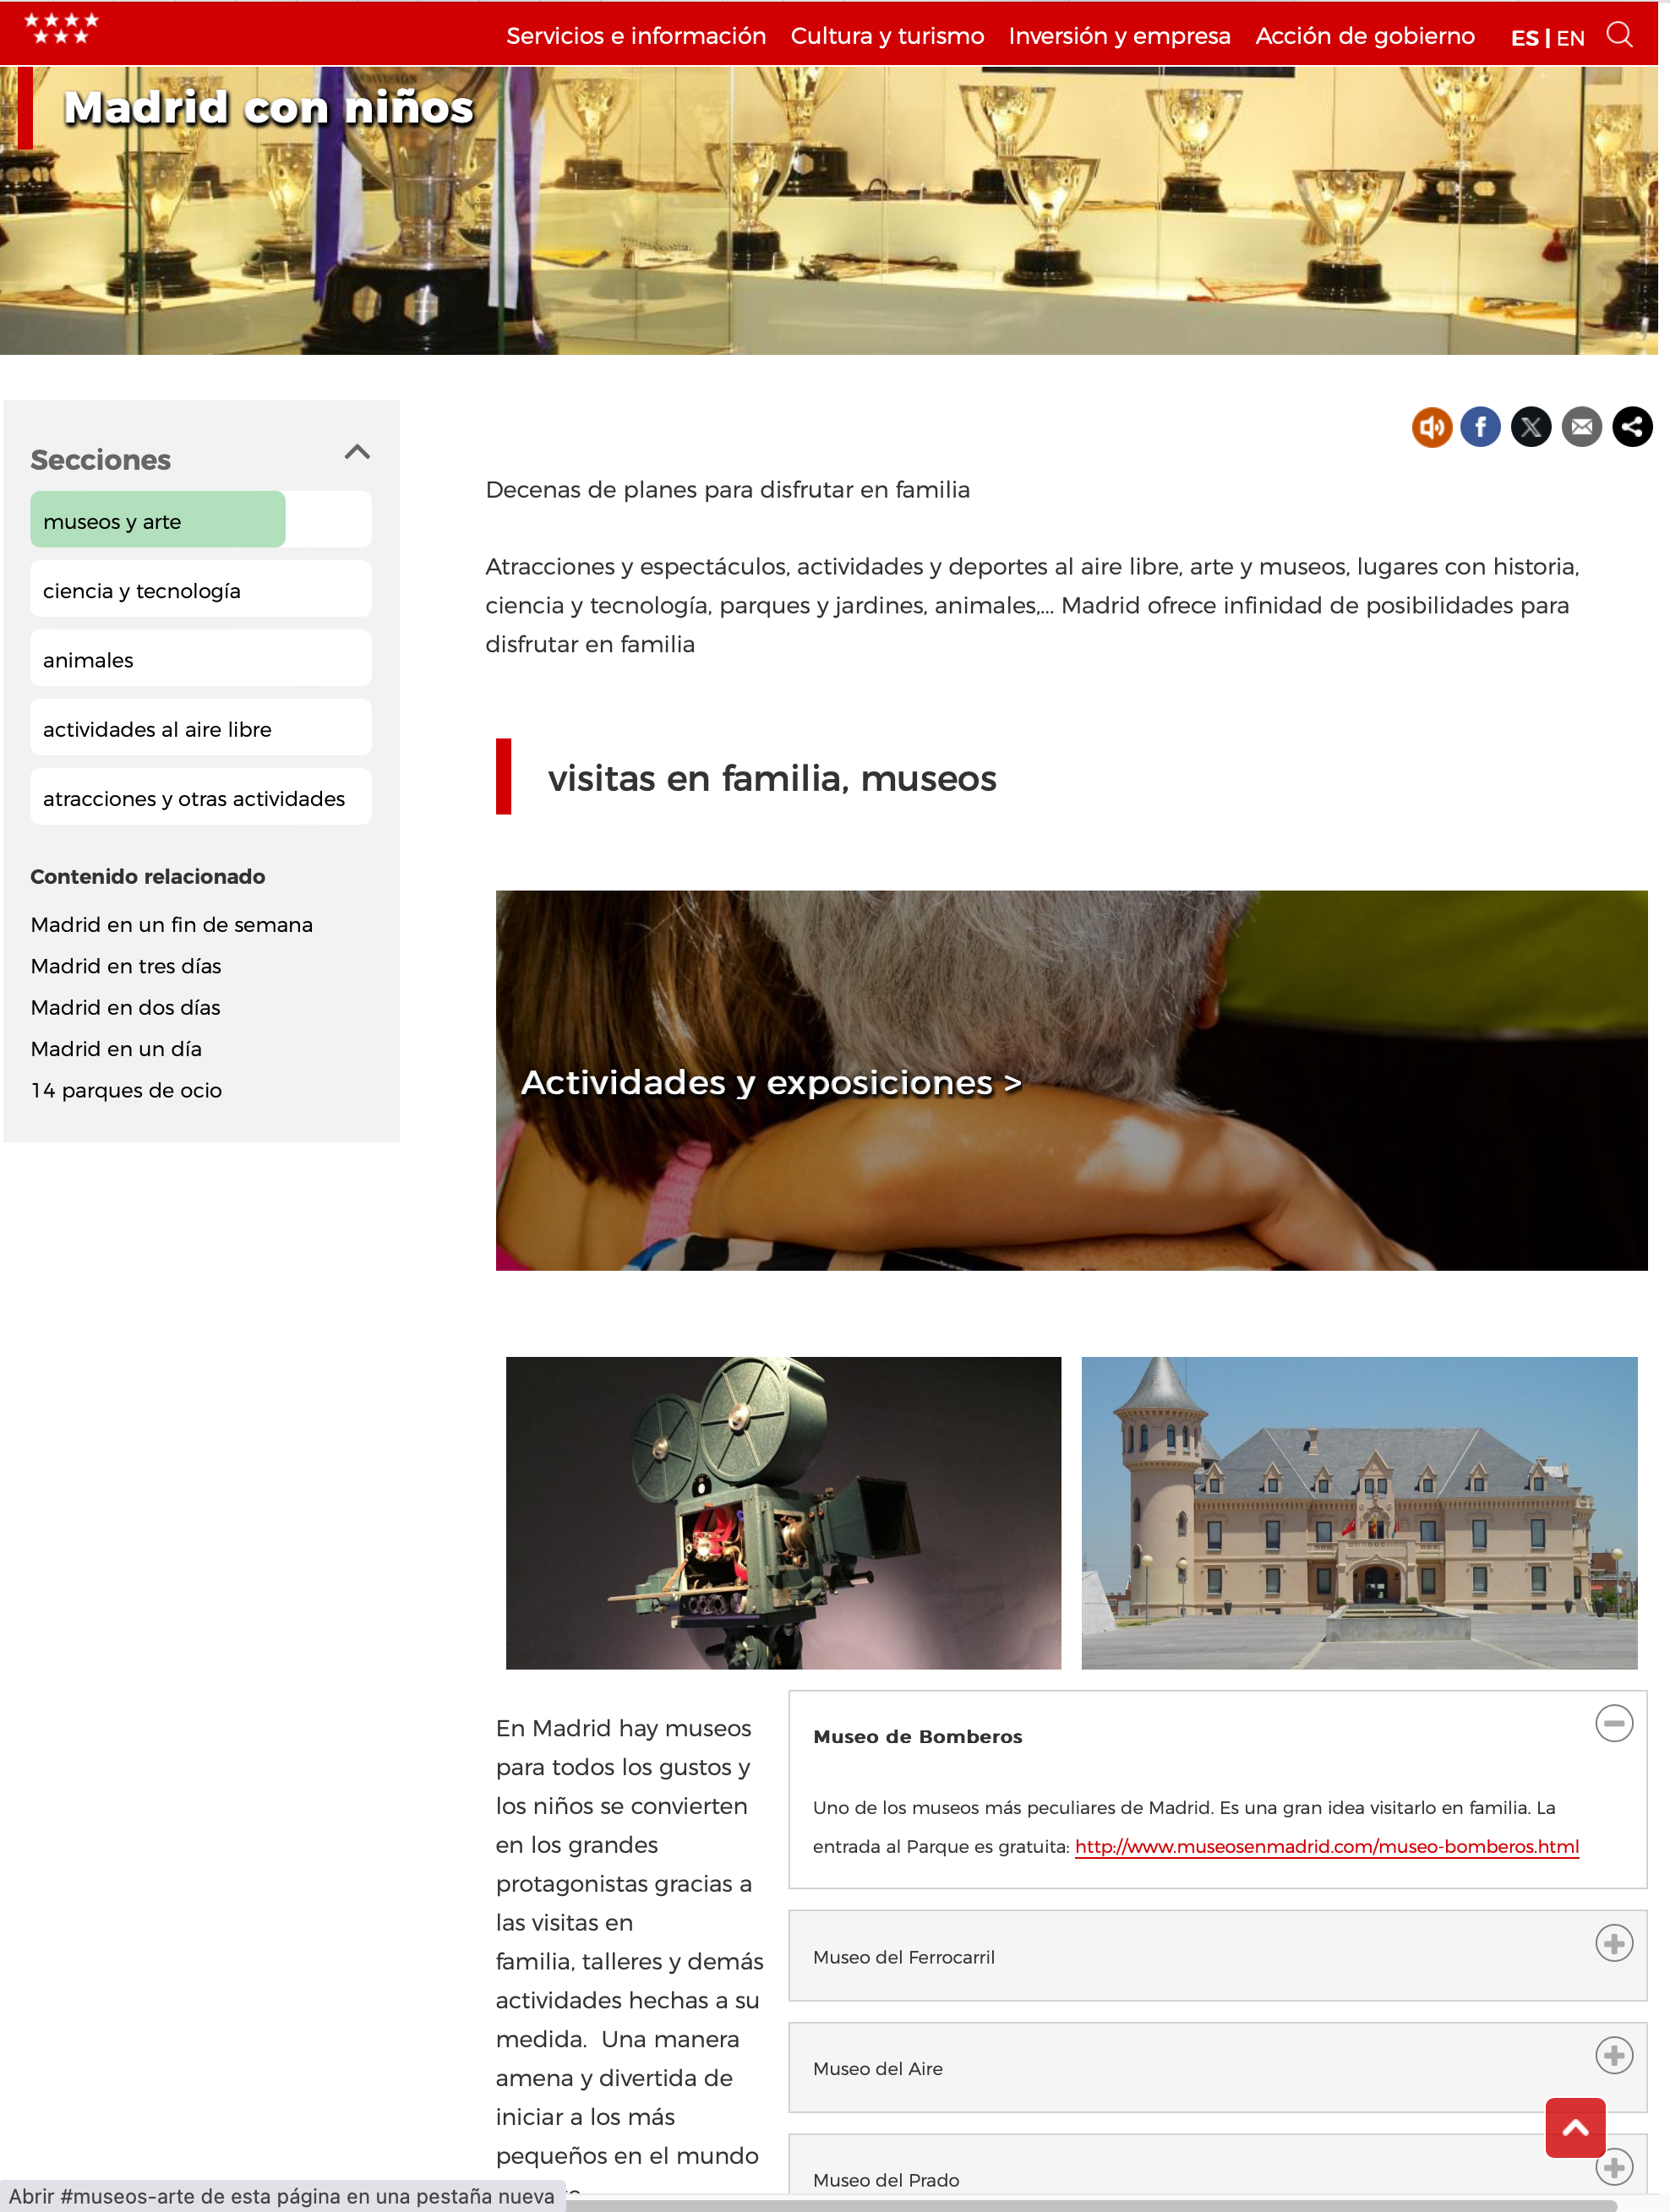 Servicios e información Cultura y turismo Inversión y empresa Acción de gobierno ES | EN
Madrid con niños
Secciones
museos y arte
ciencia y tecnología
animales
actividades al aire libre
atracciones y otras actividades
Contenido relacionado
Madrid en un fin de semana
Madrid en tres días
Madrid en dos días
Madrid en un día
14 parques de ocio
Decenas de planes para disfrutar en familia
Atracciones y espectáculos, actividades y deportes al aire libre, arte y museos, lugares con historia,
ciencia y tecnología, parques y jardines, animales,... Madrid ofrece infinidad de posibilidades para
disfrutar en familia
visitas en familia, museos
Actividades y exposiciones >
En Madrid hay museos
para todos los gustos y
los niños se convierten
en los grandes
protagonistas gracias a
las visitas en
familia, talleres y demás
actividades hechas a su
medida. Una manera
amena y divertida de
iniciar a los más
pequeños en el mundo
Museo de Bomberos
Uno de los museos más peculiares de Madrid. Es una gran idea visitarlo en familia. La
entrada al Parque es gratuita: http://www.museosenmadrid.com/museo-bomberos.html
Museo del Ferrocarril
Museo del Aire
Museo del Prado
Abrir #museos-arte de esta página en una pestaña nueva